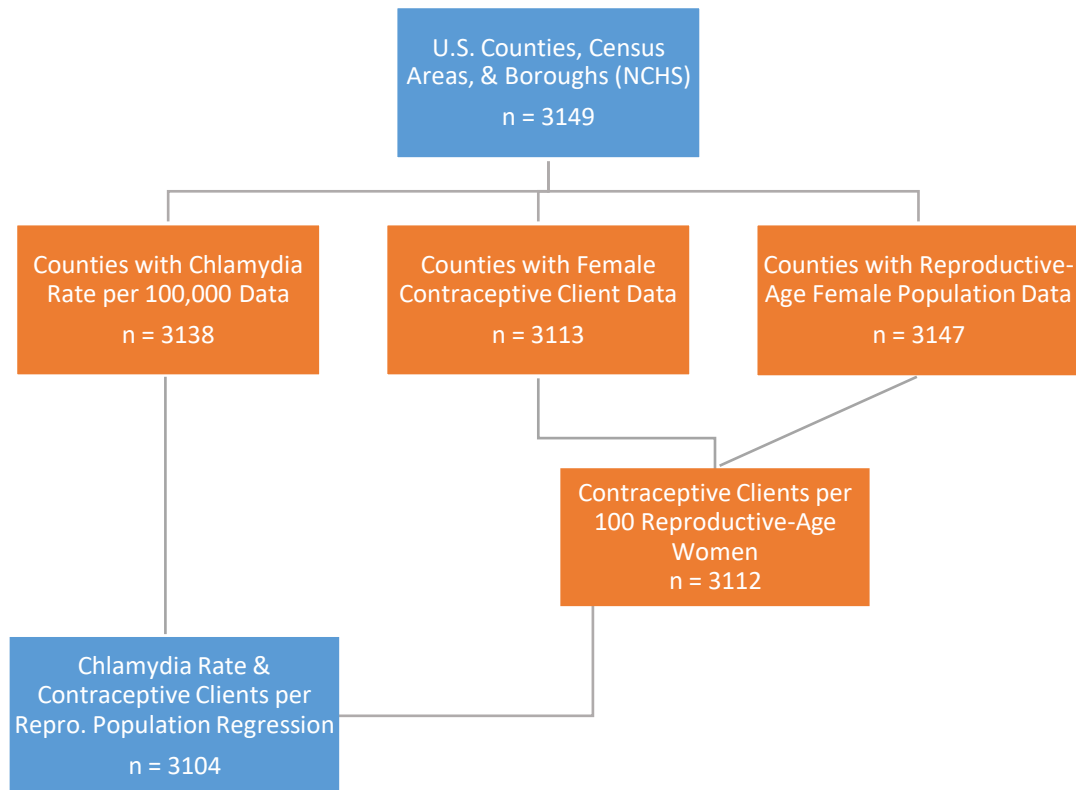 U.S. Counties, Census
Areas, & Boroughs (NCHS)
n = 3149
Counties with Chlamydia
Rate per 100,000 Data
n = 3138
Counties with Female
Contraceptive Client Data
n = 3113
Counties with Reproductive-
Age Female Population Data
n = 3147
Contraceptive Clients per
100 Reproductive-Age
Women
n = 3112
Chlamydia Rate &
Contraceptive Clients per
Repro. Population Regression
n = 3104